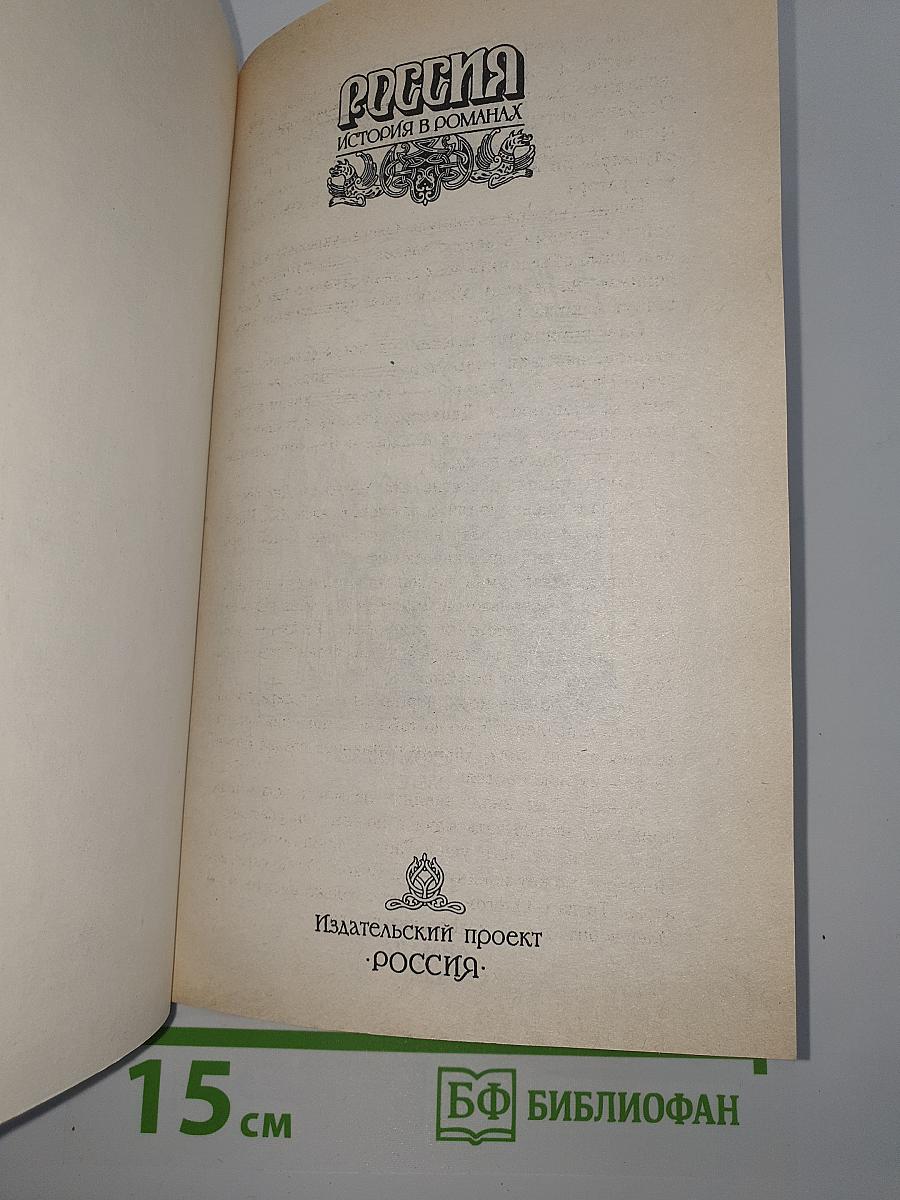 РОССИЯ
ИСТОРИЯ В РОМАНАХ
Издательский проект
·РОССИЯ·
15 см
БФ БИБЛИОФАН